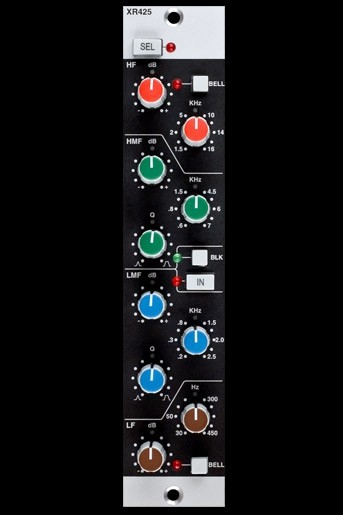 XR425
SEL
HF dB
BELL
- +
KHz
5 10
2 14
1.5 16
HMF dB
- +
KHz
1.5 4.5
.8 6
.6 7
Q
BLK
LMF dB
IN
- +
KHz
.8 1.5
.3 2.0
.2 2.5
Q
Hz
300
50
30 450
LF dB
BELL
- +